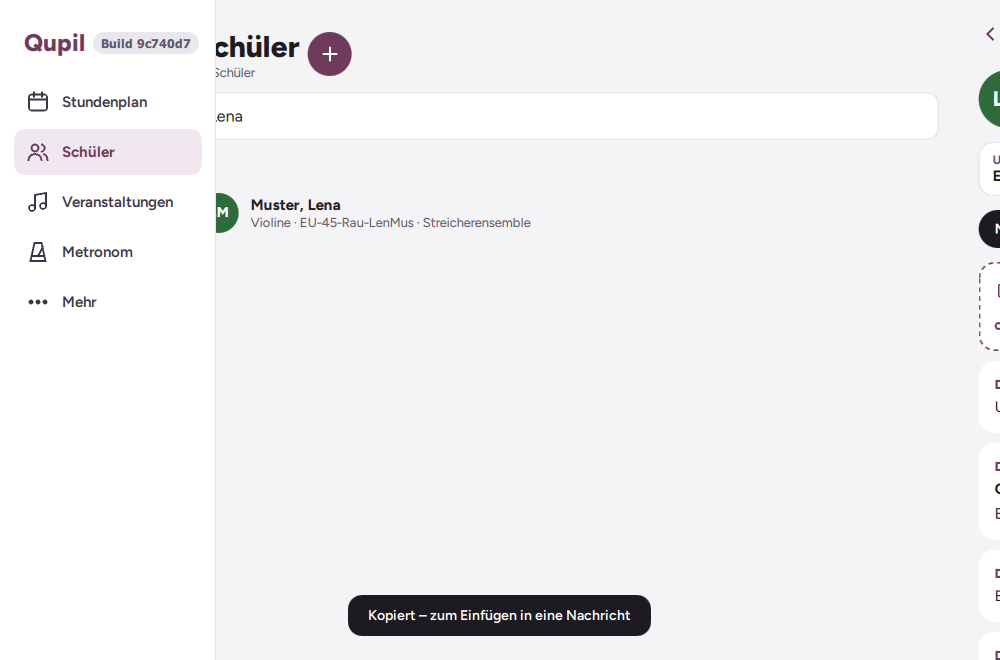 Qupil Build 9c740d7
Stundenplan
Schüler
Veranstaltungen
Metronom
Mehr
chüler
Schüler
ena
M
Muster, Lena
Violine · EU-45-Rau-LenMus · Streicherensemble
Kopiert – zum Einfügen in eine Nachricht